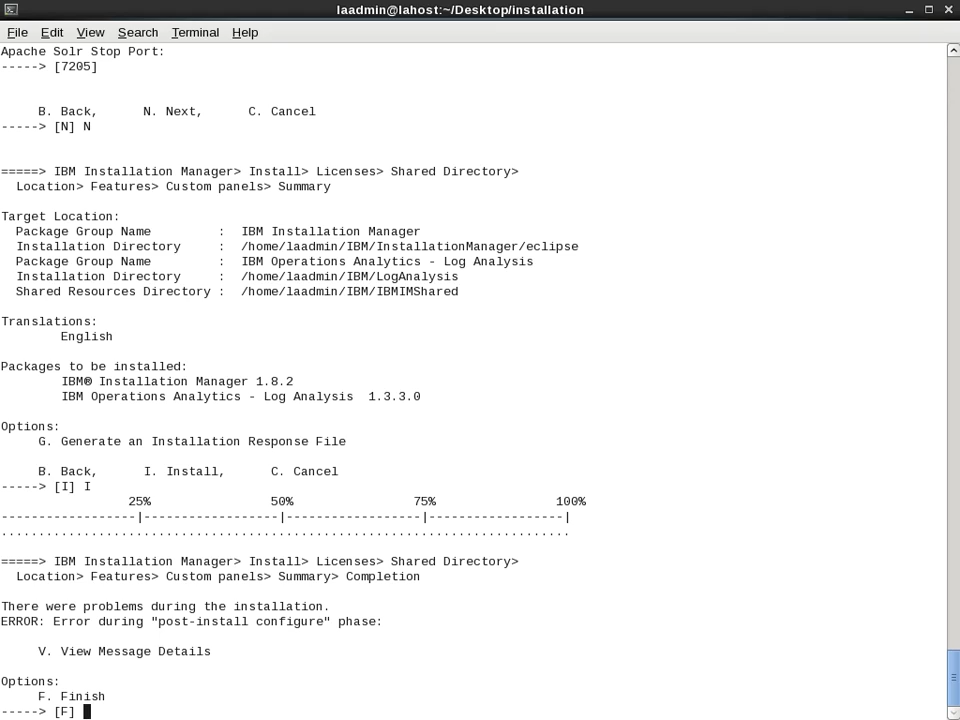 laadmin@lahost:~/Desktop/installation
File Edit View Search Terminal Help
Apache Solr Stop Port:
-----> [7205]
B. Back,      N. Next,      C. Cancel
-----> [N] N
=====> IBM Installation Manager> Install> Licenses> Shared Directory>
Location> Features> Custom panels> Summary
Target Location:
Package Group Name         :  IBM Installation Manager
Installation Directory     :  /home/laadmin/IBM/InstallationManager/eclipse
Package Group Name         :  IBM Operations Analytics - Log Analysis
Installation Directory     :  /home/laadmin/IBM/LogAnalysis
Shared Resources Directory :  /home/laadmin/IBM/IBMIMShared
Translations:
English
Packages to be installed:
IBM® Installation Manager 1.8.2
IBM Operations Analytics - Log Analysis  1.3.3.0
Options:
G. Generate an Installation Response File
B. Back,      I. Install,      C. Cancel
-----> [I] I
25%                50%                75%                100%
------------------|------------------|------------------|------------------|
............................................................................
=====> IBM Installation Manager> Install> Licenses> Shared Directory>
Location> Features> Custom panels> Summary> Completion
There were problems during the installation.
ERROR: Error during "post-install configure" phase:
V. View Message Details
Options:
F. Finish
-----> [F]